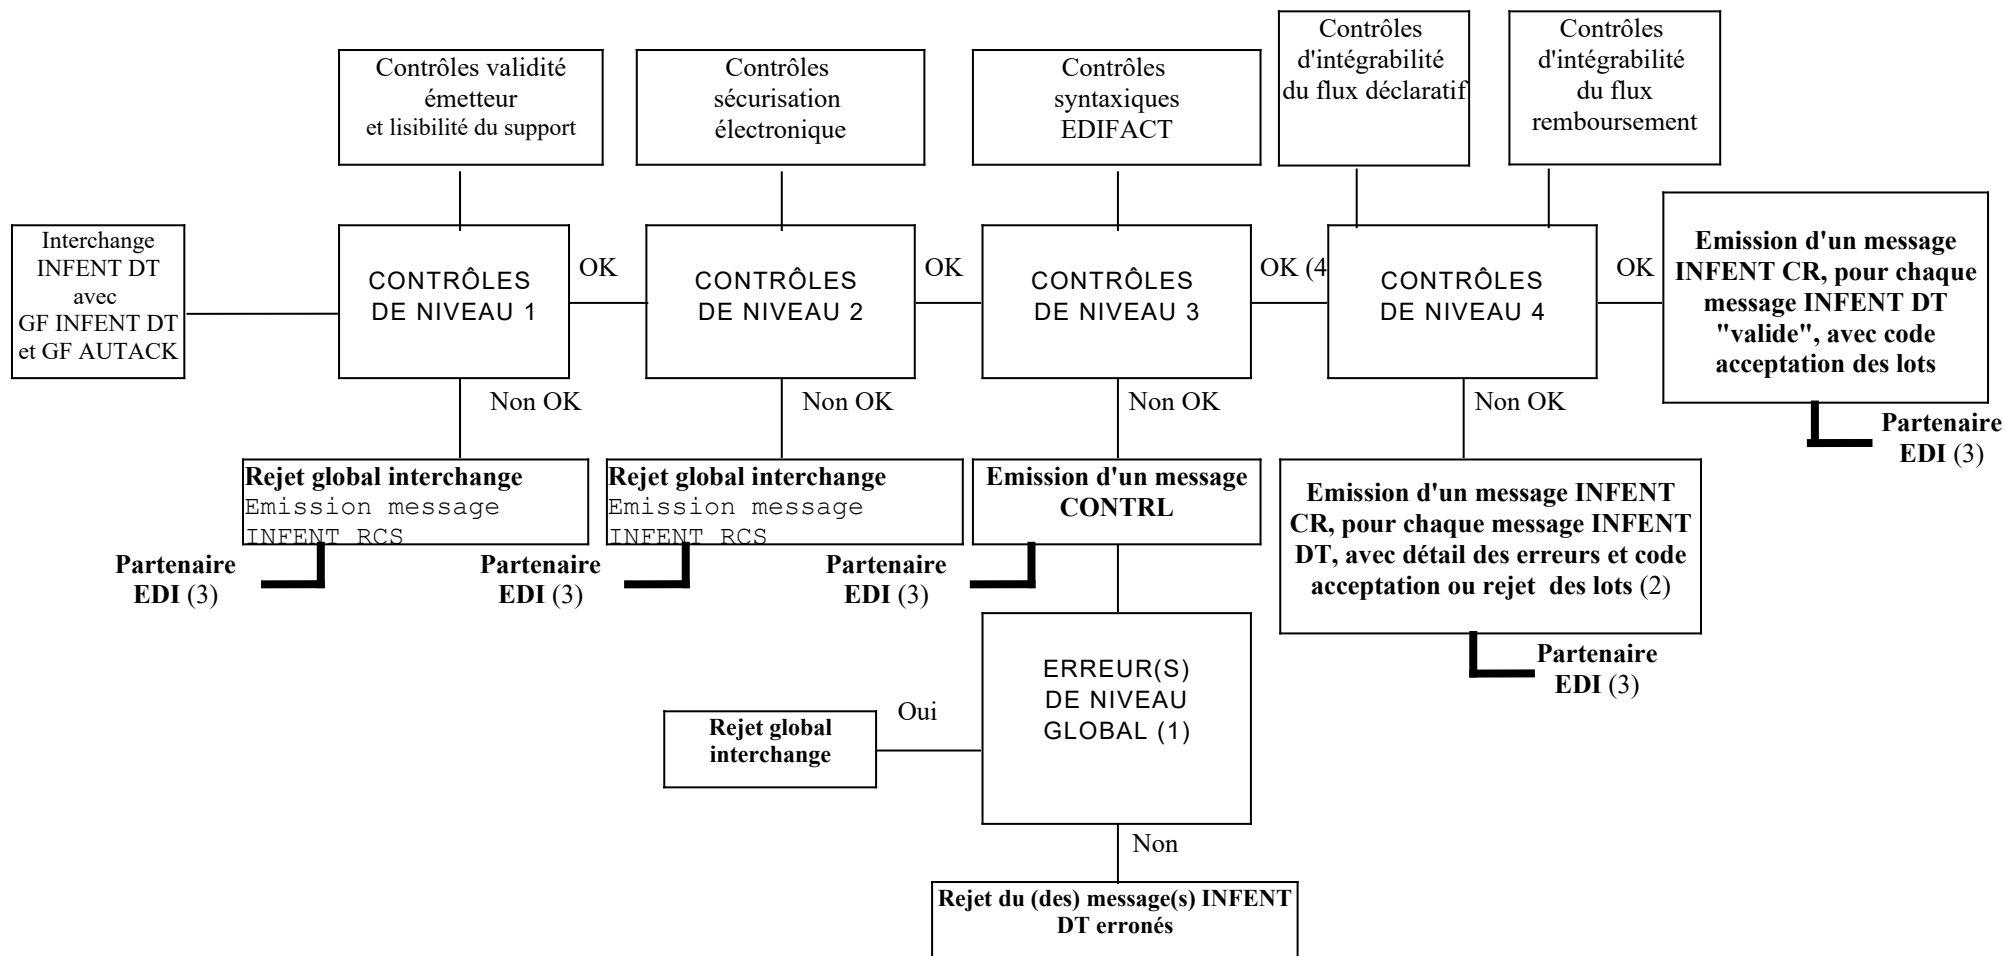 Contrôles validité
émetteur
et lisibilité du support
Contrôles
sécurisation
électronique
Contrôles
syntaxiques
EDIFACT
Contrôles
d'intégrabilité
du flux déclaratif
Contrôles
d'intégrabilité
du flux
remboursement
Interchange
INFENT DT
avec
GF INFENT DT
et GF AUTACK
CONTRÔLES
DE NIVEAU 1
OK
CONTRÔLES
DE NIVEAU 2
OK
CONTRÔLES
DE NIVEAU 3
OK (4
CONTRÔLES
DE NIVEAU 4
OK
Emission d'un message
INFENT CR, pour chaque
message INFENT DT
"valide", avec code
acceptation des lots
Partenaire
EDI (3)
Non OK
Non OK
Non OK
Non OK
Rejet global interchange
Emission message
INFENT RCS
Partenaire
EDI (3)
Rejet global interchange
Emission message
INFENT RCS
Partenaire
EDI (3)
Emission d'un message
CONTRL
Partenaire
EDI (3)
Emission d'un message INFENT
CR, pour chaque message INFENT
DT, avec détail des erreurs et code
acceptation ou rejet  des lots (2)
Partenaire
EDI (3)
ERREUR(S)
DE NIVEAU
GLOBAL (1)
Oui
Rejet global
interchange
Non
Rejet du (des) message(s) INFENT
DT erronés